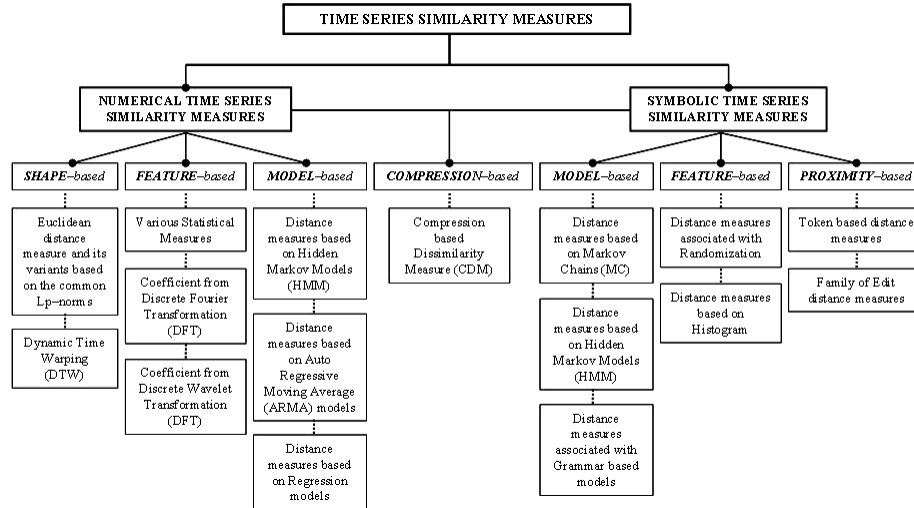 TIME SERIES SIMILARITY MEASURES
NUMERICAL TIME SERIES
SIMILARITY MEASURES
SYMBOLIC TIME SERIES
SIMILARITY MEASURES
SHAPE–based
FEATURE–based
MODEL–based
COMPRESSION–based
MODEL–based
FEATURE–based
PROXIMITY–based
Euclidean
distance
measure and its
variants based
on the common
Lp–norms
Dynamic Time
Warping
(DTW)
Various Statistical
Measures
Coefficient from
Discrete Fourier
Transformation
(DFT)
Coefficient from
Discrete Wavelet
Transformation
(DFT)
Distance
measures based
on Hidden
Markov Models
(HMM)
Distance
measures based
on Auto
Regressive
Moving Average
(ARMA) models
Distance
measures based
on Regression
models
Compression
based
Dissimilarity
Measure (CDM)
Distance
measures
based on
Markov
Chains (MC)
Distance
measures
based on
Hidden
Markov Models
(HMM)
Distance
measures
associated with
Grammar based
models
Distance measures
associated with
Randomization
Distance measures
based on
Histogram
Token based distance
measures
Family of Edit
distance measures